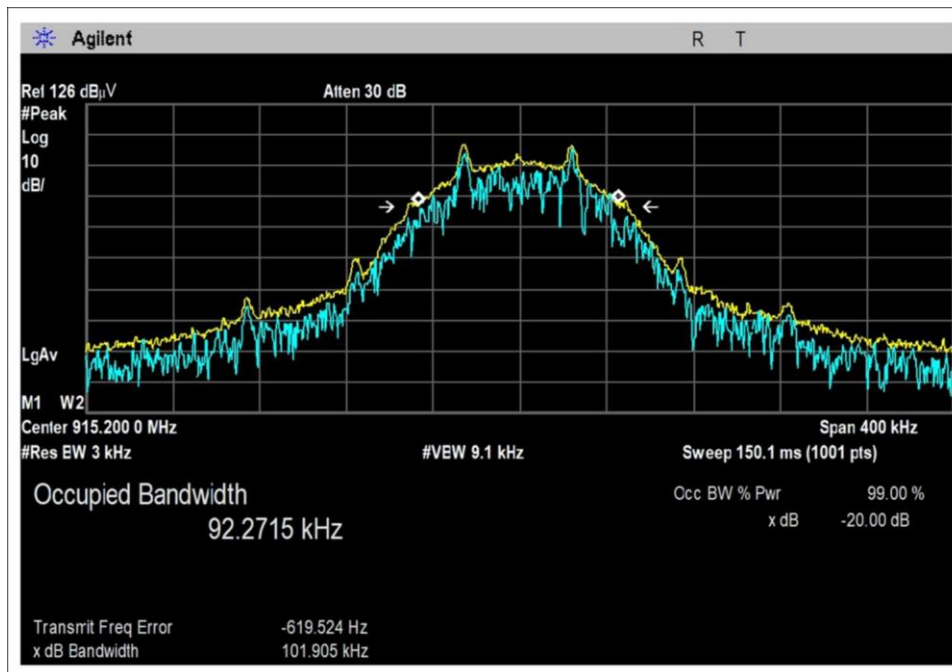 Agilent R T
Ref 126 dBµV Atten 30 dB
#Peak
Log
10
dB/
LgAv
M1 W2
Center 915.200 0 MHz Span 400 kHz
#Res BW 3 kHz #VBW 9.1 kHz Sweep 150.1 ms (1001 pts)
Occupied Bandwidth Occ BW % Pwr 99.00 %
92.2715 kHz x dB -20.00 dB
Transmit Freq Error -619.524 Hz
x dB Bandwidth 101.905 kHz